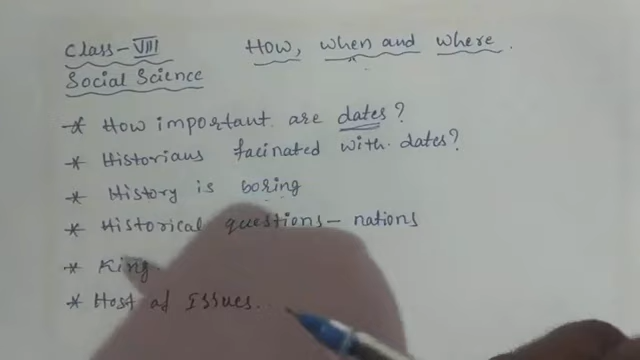 Class-VIII How, when and where.
Social Science
* How important are dates?
* Historians facinated with dates?
* History is boring
* Historical questions- nations
* King.
* Host of Issues.